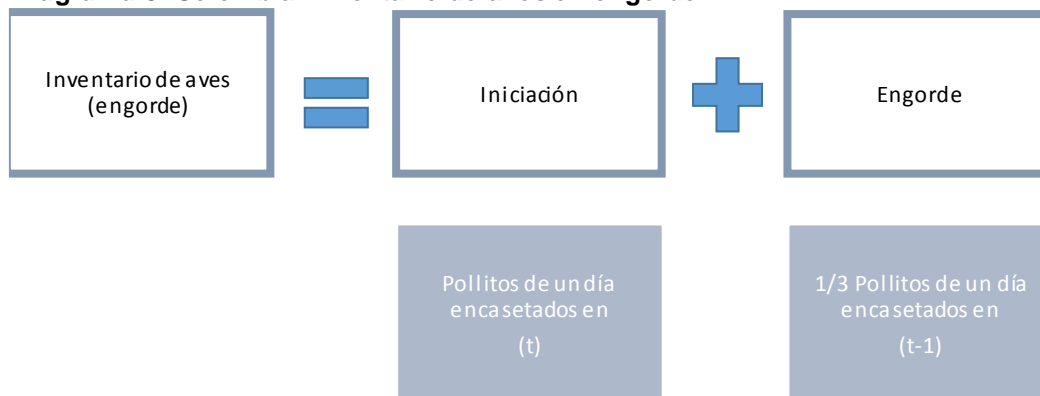 Inventario de aves
(engorde)
Iniciación
Engorde
Pollitos de un día
encasetados en
(t)
1/3 Pollitos de un día
encasetados en
(t-1)